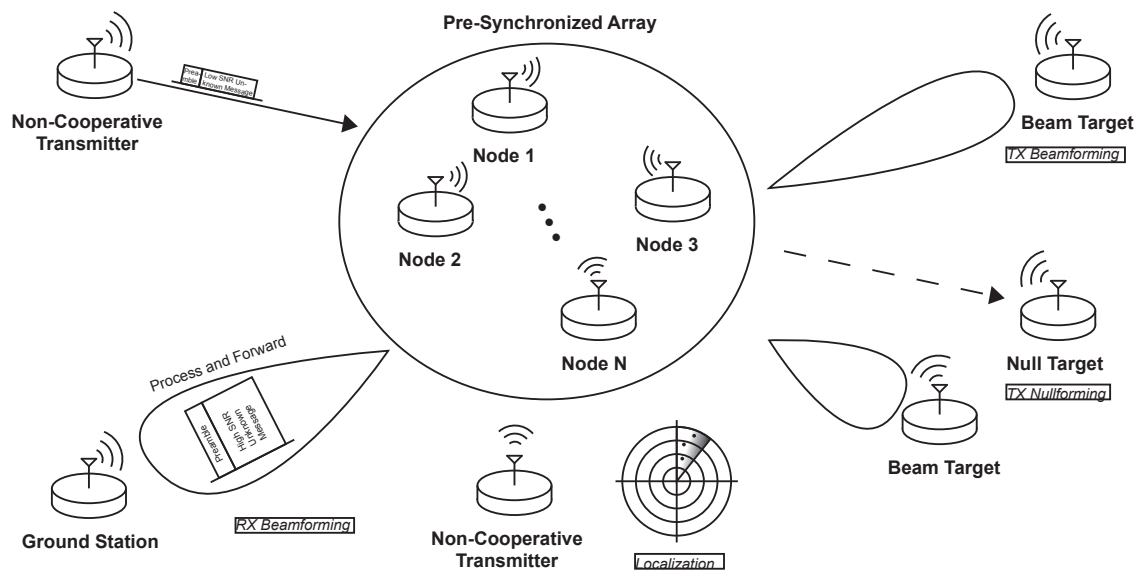 Pre-Synchronized Array
Prea-
mble
Low SNR Un-
known Message
Non-Cooperative
Transmitter
Node 1
Node 2
Node 3
Node N
Beam Target
TX Beamforming
Null Target
TX Nullforming
Beam Target
Process and Forward
Preamble
High SNR
Unknown
Message
Ground Station
RX Beamforming
Non-Cooperative
Transmitter
Localization